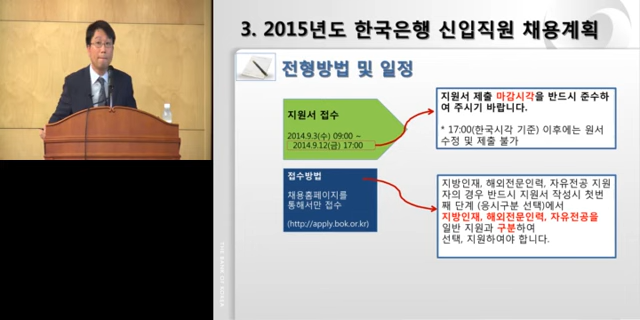 3. 2015년도 한국은행 신입직원 채용계획
전형방법 및 일정
지원서 접수
2014.9.3(수) 09:00 ~
2014.9.12(금) 17:00
지원서 제출 마감시각을 반드시 준수하
여 주시기 바랍니다.
* 17:00(한국시각 기준) 이후에는 원서
수정 및 제출 불가
접수방법
채용홈페이지를
통해서만 접수
(http://apply.bok.or.kr)
지방인재, 해외전문인력, 자유전공 지원
자의 경우 반드시 지원서 작성시 첫번
째 단계 (응시구분 선택)에서
지방인재, 해외전문인력, 자유전공을
일반 지원과 구분하여
선택, 지원하여야 합니다.